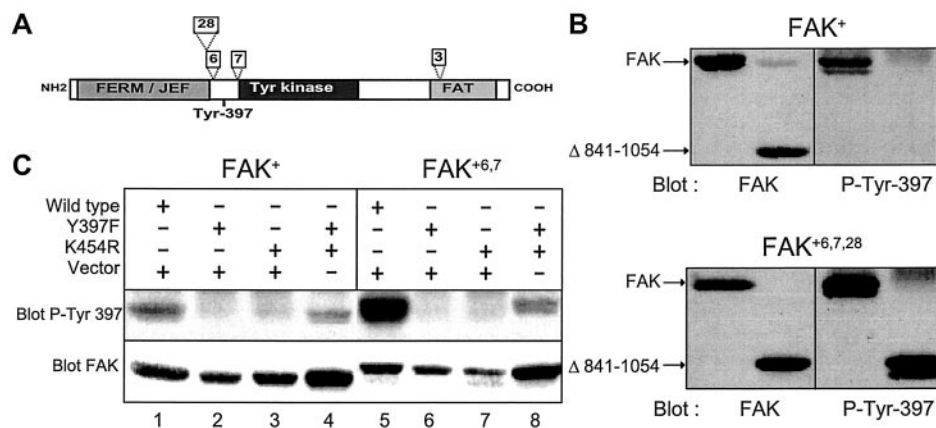 A
28
6
7
3
NH2
FERM / JEF
Tyr kinase
FAT
COOH
Tyr-397
B
FAK+
FAK
Δ 841-1054
Blot : FAK P-Tyr-397
FAK+6,7,28
FAK
Δ 841-1054
Blot : FAK P-Tyr-397
C
FAK+ FAK+6,7
Wild type + − − − + − − −
Y397F − + − + − + − +
K454R − − + + − − + +
Vector + + + − + + + −
Blot P-Tyr 397
Blot FAK
1 2 3 4 5 6 7 8